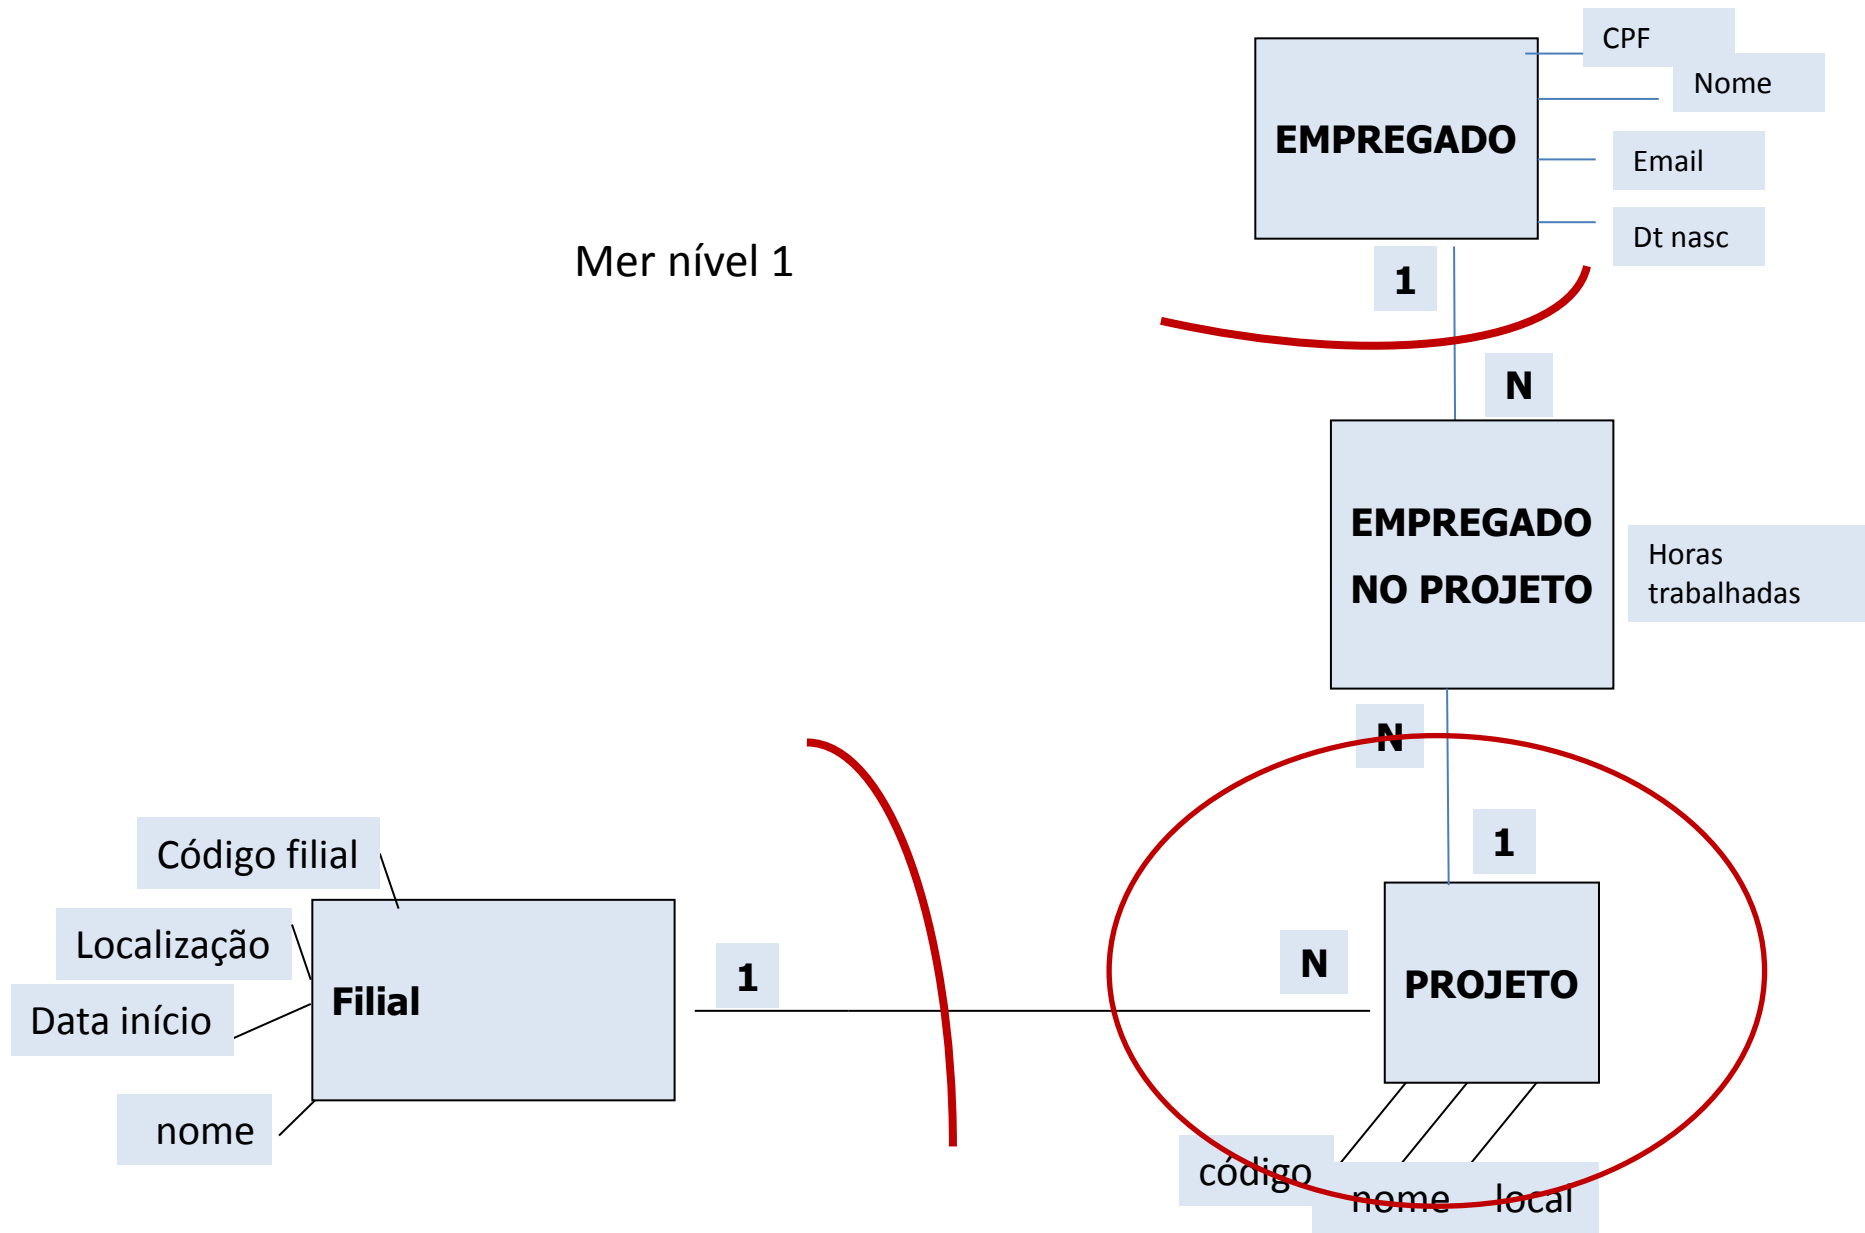 CPF
Nome
EMPREGADO
Email
Dt nasc
Mer nível 1
1
N
EMPREGADO
NO PROJETO
Horas
trabalhadas
N
1
Código filial
Localização
Data início
nome
Filial
1
N
PROJETO
código
nome local